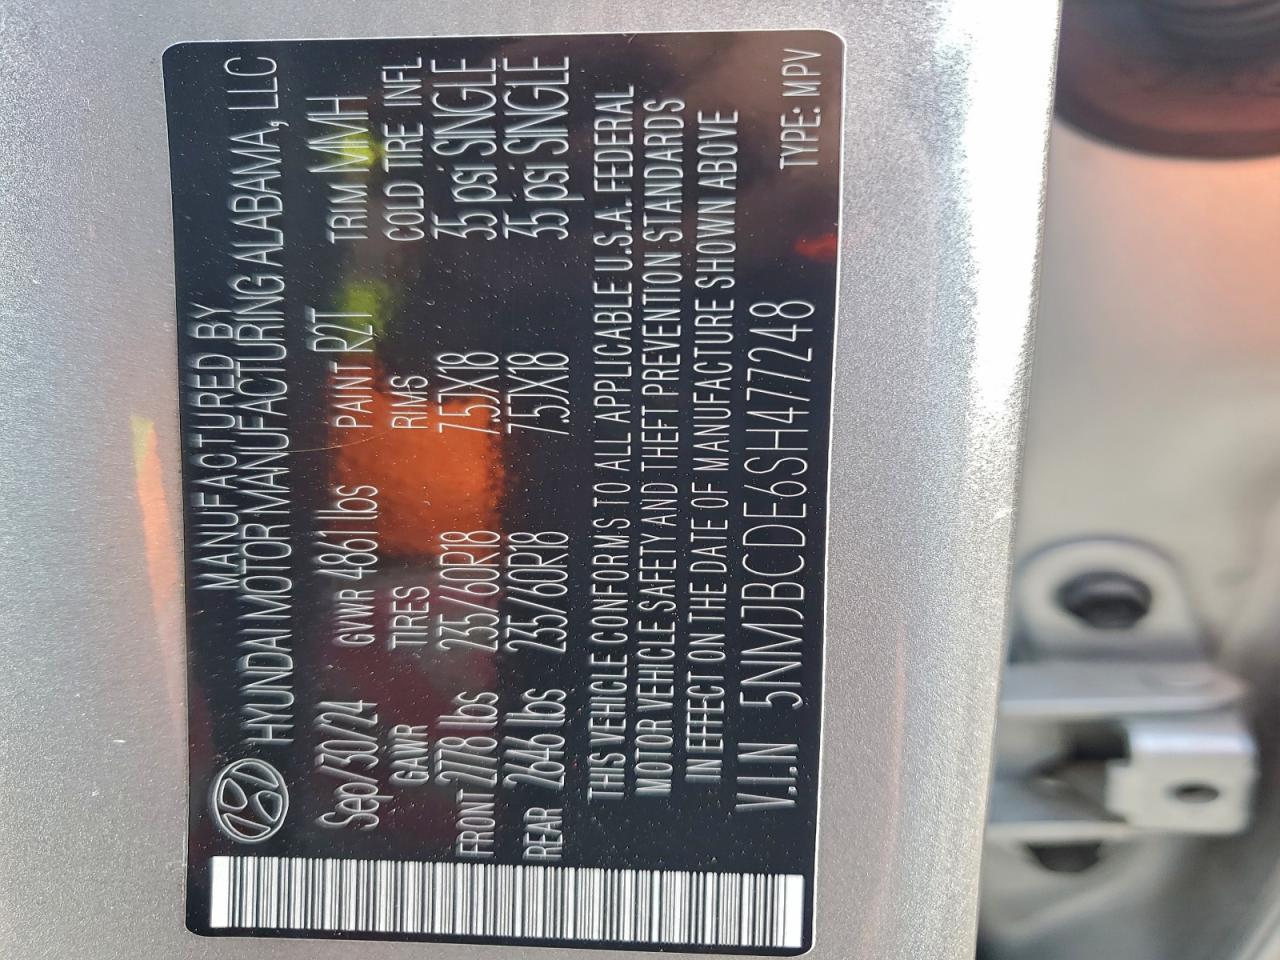 MANUFACTURED BY
HYUNDAI MOTOR MANUFACTURING ALABAMA, LLC
Sep/30/24 GVWR 4861 lbs PAINT R2T TRIM MMH
GAWR TIRES RIMS COLD TIRE INFL
FRONT 2778 lbs 235/60R18 7.5JX18 35 psi SINGLE
REAR 2646 lbs 235/60R18 7.5JX18 35 psi SINGLE
THIS VEHICLE CONFORMS TO ALL APPLICABLE U.S.A. FEDERAL
MOTOR VEHICLE SAFETY AND THEFT PREVENTION STANDARDS
IN EFFECT ON THE DATE OF MANUFACTURE SHOWN ABOVE
V.I.N 5NMJBCDE6SH477248 TYPE: MPV